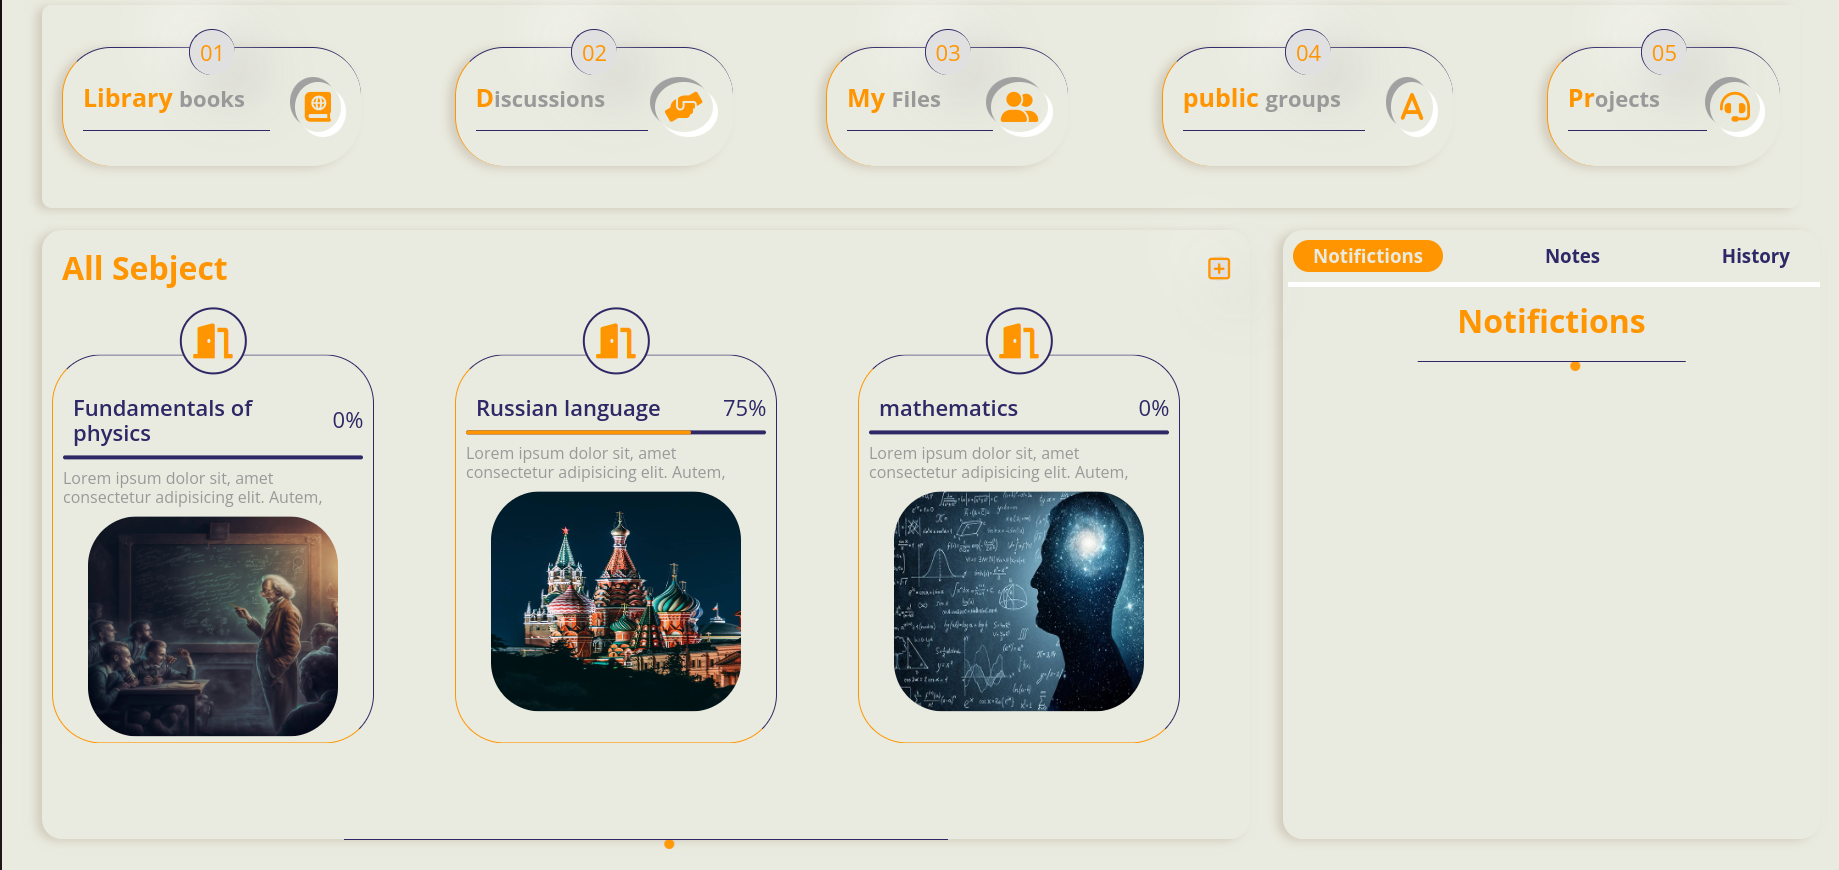 01
Library books
02
Discussions
03
My Files
04
public groups
05
Projects
All Sebject
Fundamentals of
physics
0%
Lorem ipsum dolor sit, amet
consectetur adipisicing elit. Autem,
Russian language 75%
Lorem ipsum dolor sit, amet
consectetur adipisicing elit. Autem,
mathematics 0%
Lorem ipsum dolor sit, amet
consectetur adipisicing elit. Autem,
Notifictions Notes History
Notifictions